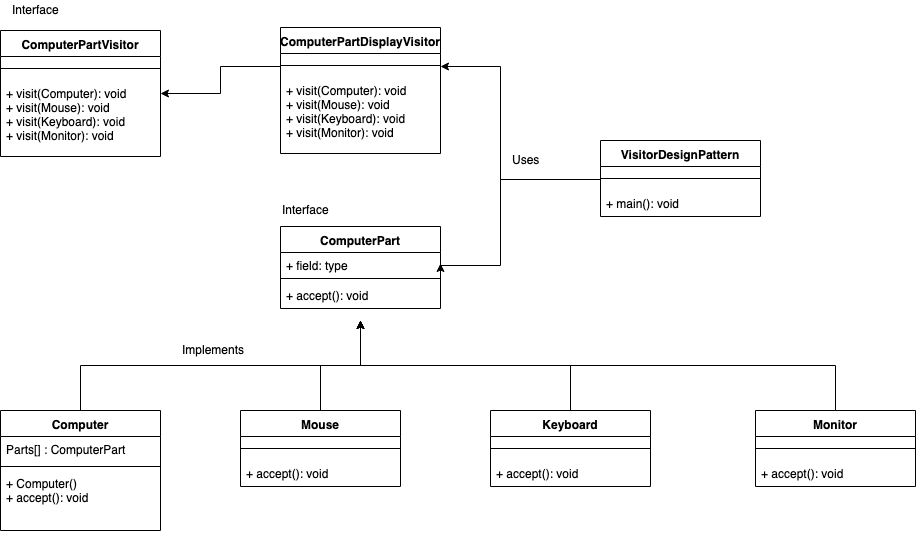 Interface
ComputerPartVisitor
+ visit(Computer): void
+ visit(Mouse): void
+ visit(Keyboard): void
+ visit(Monitor): void
ComputerPartDisplayVisitor
+ visit(Computer): void
+ visit(Mouse): void
+ visit(Keyboard): void
+ visit(Monitor): void
Uses
VisitorDesignPattern
+ main(): void
Interface
ComputerPart
+ field: type
+ accept(): void
Implements
Computer
Parts[] : ComputerPart
+ Computer()
+ accept(): void
Mouse
+ accept(): void
Keyboard
+ accept(): void
Monitor
+ accept(): void